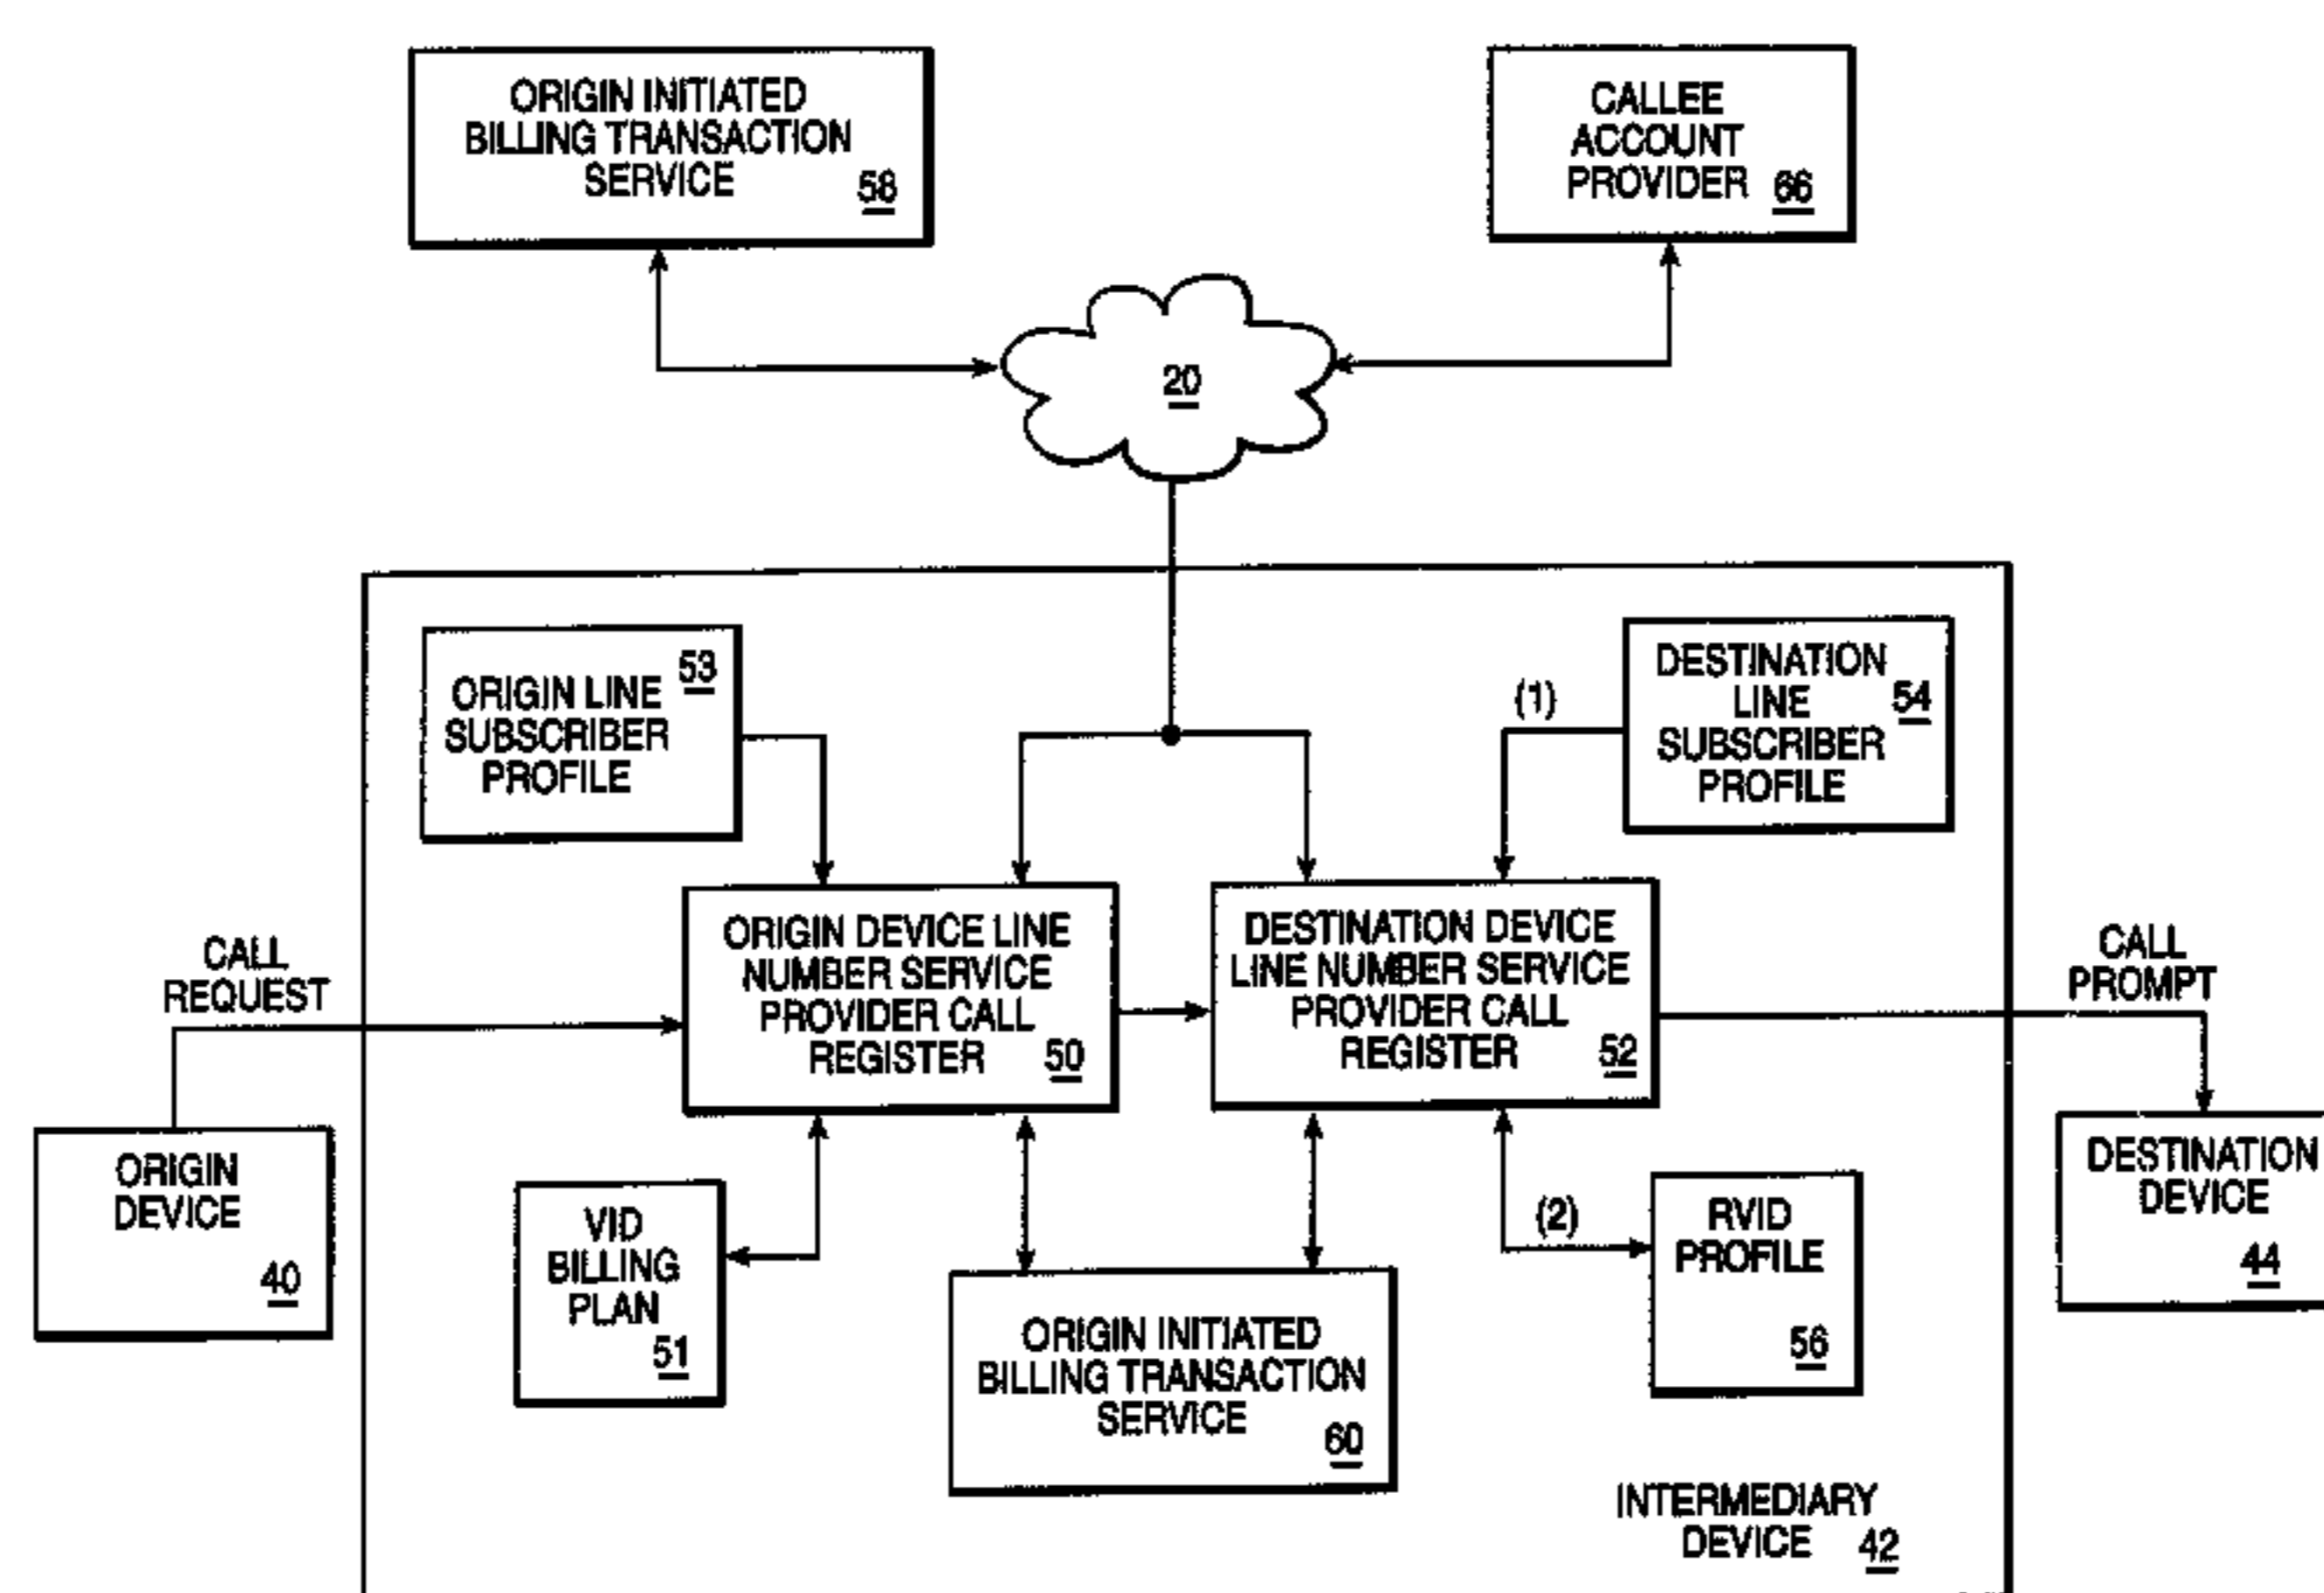 ORIGIN INITIATED
BILLING TRANSACTION
SERVICE 58
CALLEE
ACCOUNT
PROVIDER 66
20
53
ORIGIN LINE
SUBSCRIBER
PROFILE
(1)
DESTINATION
LINE 54
SUBSCRIBER
PROFILE
CALL
REQUEST
ORIGIN DEVICE LINE
NUMBER SERVICE
PROVIDER CALL
REGISTER 50
DESTINATION DEVICE
LINE NUMBER SERVICE
PROVIDER CALL
REGISTER 52
CALL
PROMPT
ORIGIN
DEVICE
40
VID
BILLING
PLAN
51
ORIGIN INITIATED
BILLING TRANSACTION
SERVICE
60
(2)
RVID
PROFILE
56
DESTINATION
DEVICE
44
INTERMEDIARY
DEVICE 42